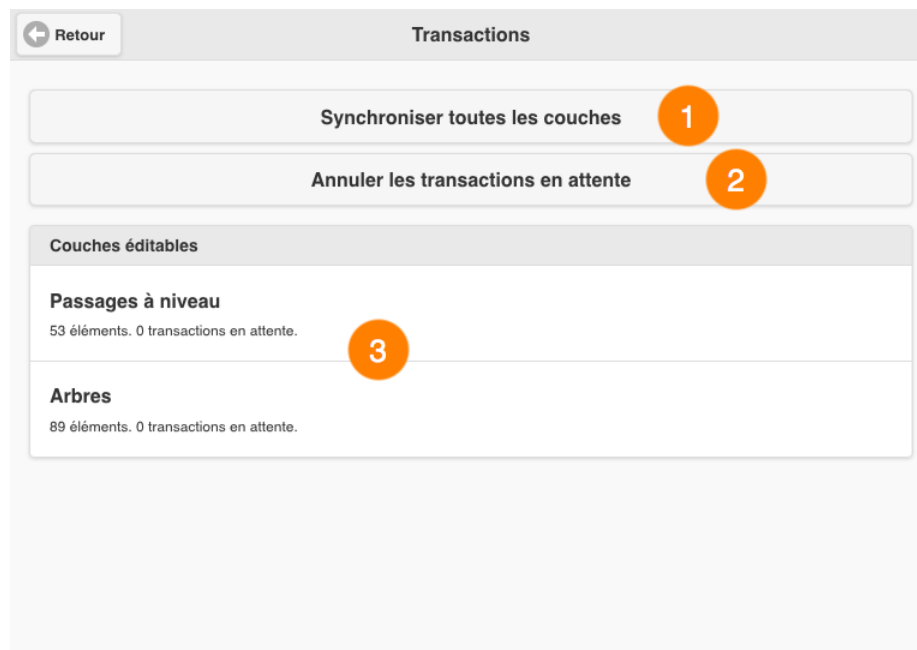 Retour
Transactions
Synchroniser toutes les couches
1
Annuler les transactions en attente
2
Couches éditables
Passages à niveau
53 éléments. 0 transactions en attente.
3
Arbres
89 éléments. 0 transactions en attente.